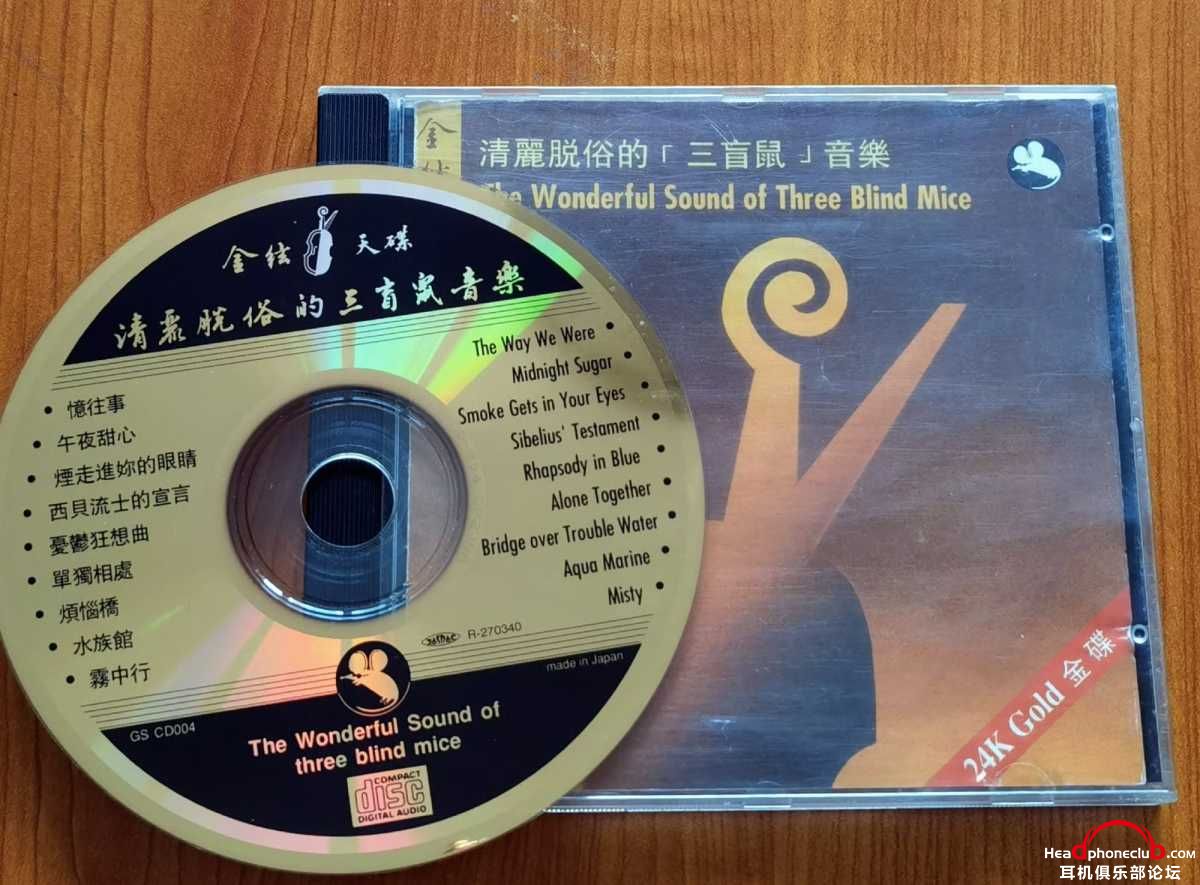 清麗脱俗的「三盲鼠」音樂
The Wonderful Sound of Three Blind Mice
24K Gold 金碟
金絃 天碟
清麗脱俗的三盲鼠音樂
憶往事
午夜甜心
煙走進妳的眼睛
西貝流士的宣言
憂鬱狂想曲
單獨相處
煩惱橋
水族館
霧中行
The Way We Were
Midnight Sugar
Smoke Gets in Your Eyes
Sibelius' Testament
Rhapsody in Blue
Alone Together
Bridge over Trouble Water
Aqua Marine
Misty
R-270340
made in Japan
GS CD004
The Wonderful Sound of
three blind mice
COMPACT
disc
DIGITAL AUDIO
HeadphoneclubCOM
耳机俱乐部论坛